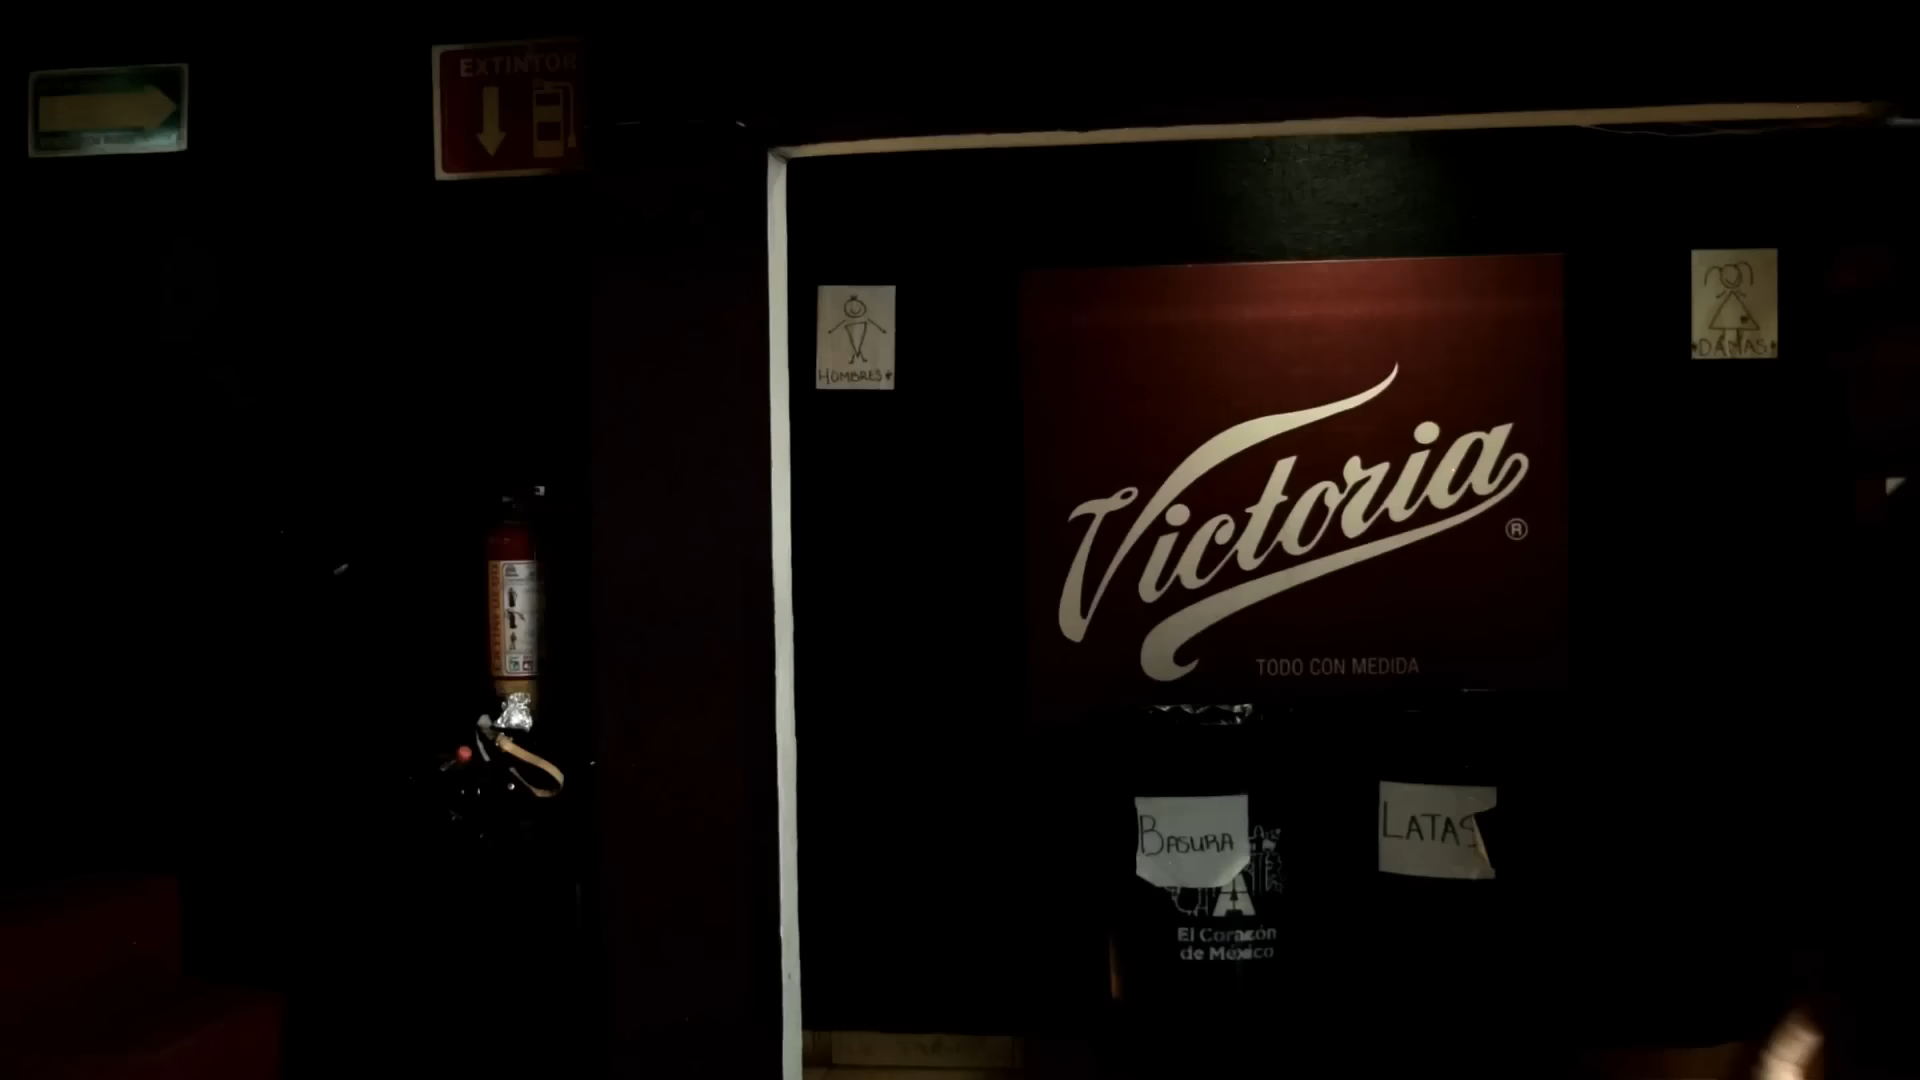 EXTINTOR
HOMBRES*
*DAMAS*
Victoria
®
TODO CON MEDIDA
BASURA
LATAS
El Corazón
de México